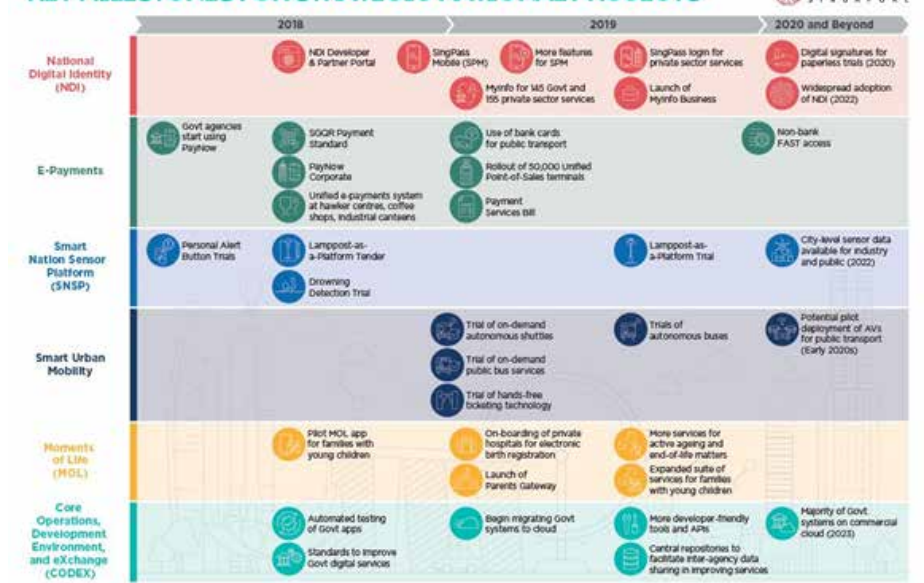 2018
2019
2020 and Beyond
National
Digital Identity
(NDI)
NDI Developer
& Partner Portal
SingPass
Mobile (SPM)
More features
for SPM
SingPass login for
private sector services
Digital signatures for
paperless trials (2020)
MyInfo for 145 Govt and
155 private sector services
Launch of
MyInfo Business
Widespread adoption
of NDI (2022)
E-Payments
Govt agencies
start using
PayNow
SGQR Payment
Standard
Use of bank cards
for public transport
Non-bank
FAST access
PayNow
Corporate
Rollout of 50,000 Unified
Point-of-Sales terminals
Unified e-payments system
at hawker centres, coffee
shops, industrial canteens
Payment
Services Bill
Smart
Nation Sensor
Platform
(SNSP)
Personal Alert
Button Trials
Lamppost-as-
a-Platform Tender
Lamppost-as-
a-Platform Trial
City-level sensor data
available for industry
and public (2022)
Drowning
Detection Trial
Smart Urban
Mobility
Trial of on-demand
autonomous shuttles
Trials of
autonomous buses
Potential pilot
deployment of AVs
for public transport
(Early 2020s)
Trial of on-demand
public bus services
Trial of hands-free
ticketing technology
Moments
of Life
(MOL)
Pilot MOL app
for families with
young children
On-boarding of private
hospitals for electronic
birth registration
More services for
active ageing and
end-of-life matters
Launch of
Parents Gateway
Expanded suite of
services for families
with young children
Core
Operations,
Development
Environment,
and eXchange
(CODEX)
Automated testing
of Govt apps
Begin migrating Govt
systems to cloud
More developer-friendly
tools and APIs
Majority of Govt
systems on commercial
cloud (2023)
Standards to improve
Govt digital services
Central repositories to
facilitate inter-agency data
sharing in improving services